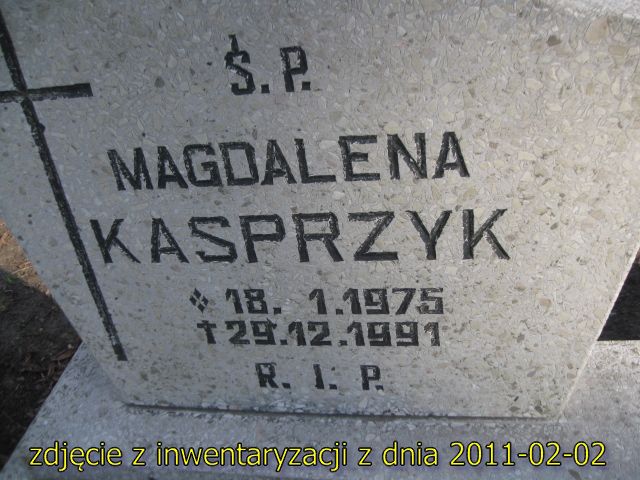 Ś.P.
MAGDALENA
KASPRZYK
18. 1.1975
†29.12.1991
R. I. P.
zdjęcie z inwentaryzacji z dnia 2011-02-02